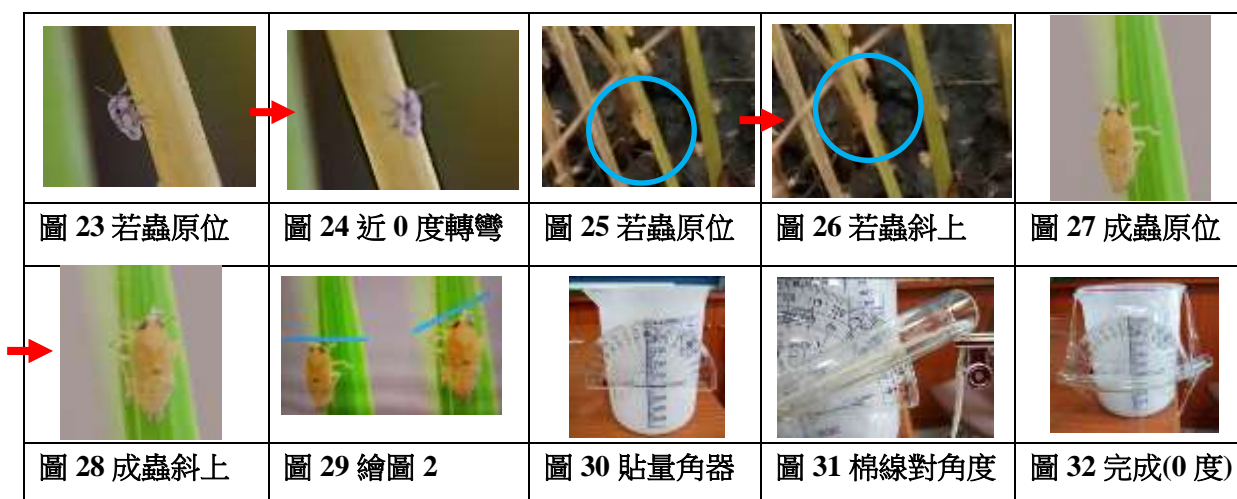 圖 23 若蟲原位
圖 24 近 0 度轉彎
圖 25 若蟲原位
圖 26 若蟲斜上
圖 27 成蟲原位
圖 28 成蟲斜上
圖 29 繪圖 2
圖 30 貼量角器
圖 31 棉線對角度
圖 32 完成(0 度)